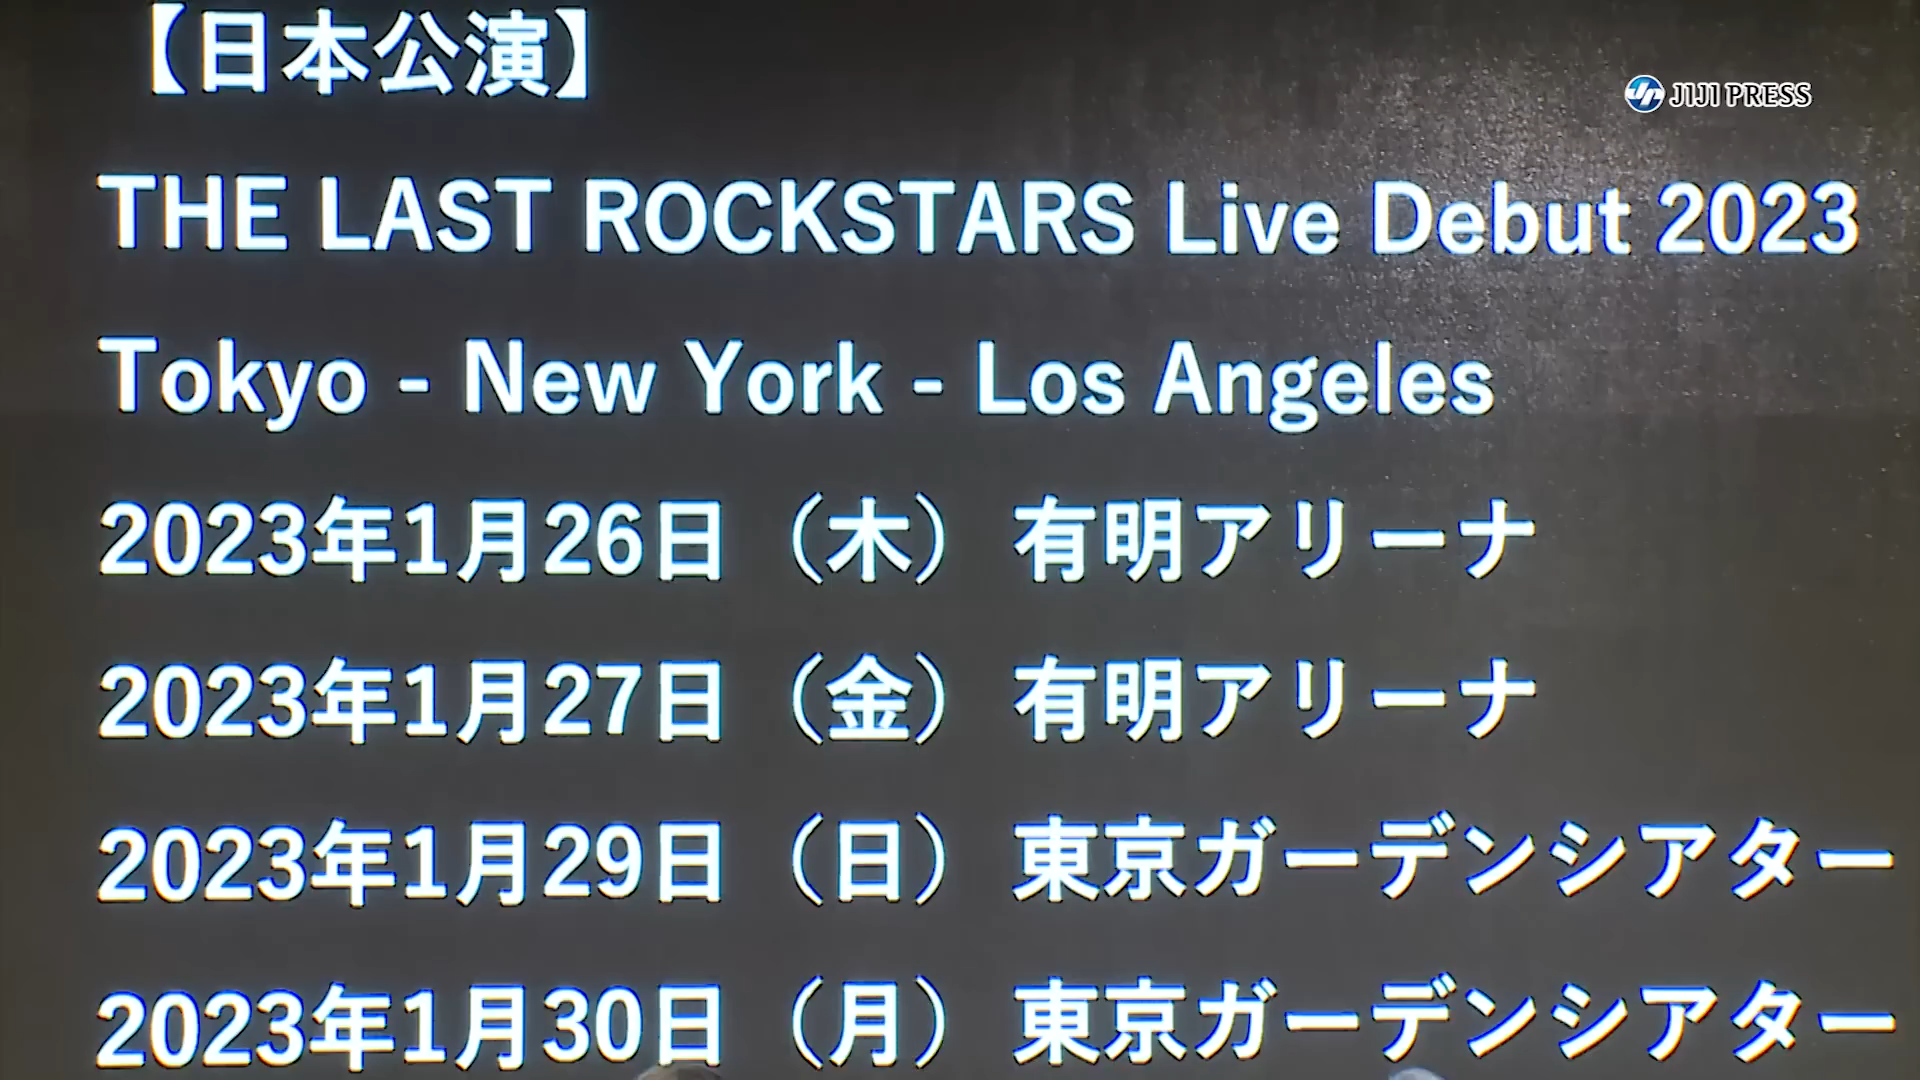 【日本公演】
JIJI PRESS
THE LAST ROCKSTARS Live Debut 2023
Tokyo - New York - Los Angeles
2023年1月26日（木） 有明アリーナ
2023年1月27日（金） 有明アリーナ
2023年1月29日（日） 東京ガーデンシアター
2023年1月30日（月） 東京ガーデンシアター